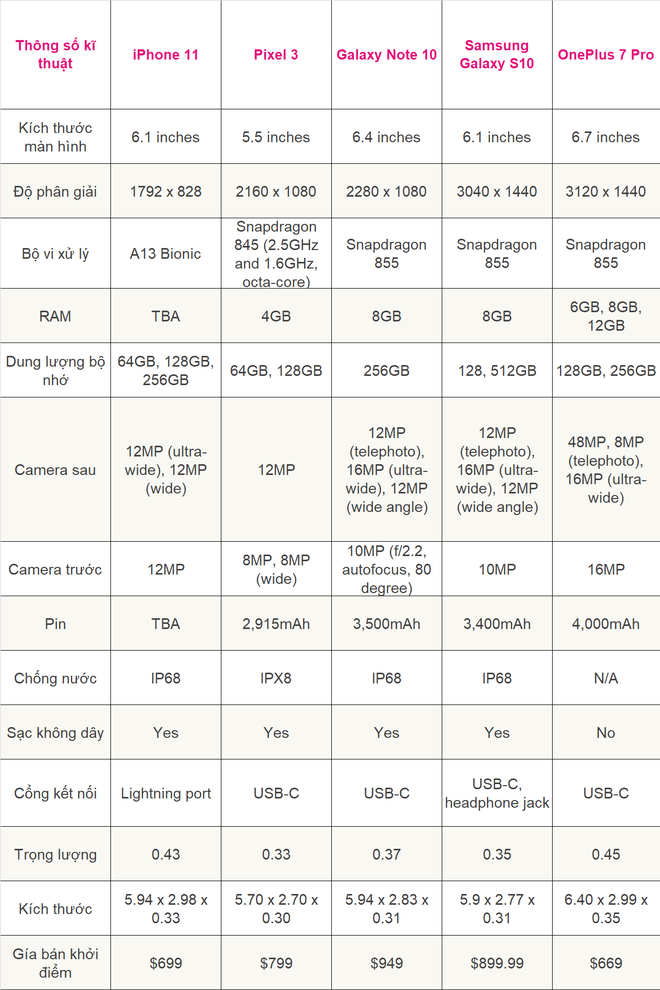 Thông số kĩ thuật | iPhone 11 | Pixel 3 | Galaxy Note 10 | Samsung Galaxy S10 | OnePlus 7 Pro
Kích thước màn hình | 6.1 inches | 5.5 inches | 6.4 inches | 6.1 inches | 6.7 inches
Độ phân giải | 1792 x 828 | 2160 x 1080 | 2280 x 1080 | 3040 x 1440 | 3120 x 1440
Bộ vi xử lý | A13 Bionic | Snapdragon 845 (2.5GHz and 1.6GHz, octa-core) | Snapdragon 855 | Snapdragon 855 | Snapdragon 855
RAM | TBA | 4GB | 8GB | 8GB | 6GB, 8GB, 12GB
Dung lượng bộ nhớ | 64GB, 128GB, 256GB | 64GB, 128GB | 256GB | 128, 512GB | 128GB, 256GB
Camera sau | 12MP (ultra-wide), 12MP (wide) | 12MP | 12MP (telephoto), 16MP (ultra-wide), 12MP (wide angle) | 12MP (telephoto), 16MP (ultra-wide), 12MP (wide angle) | 48MP, 8MP (telephoto), 16MP (ultra-wide)
Camera trước | 12MP | 8MP, 8MP (wide) | 10MP (f/2.2, autofocus, 80 degree) | 10MP | 16MP
Pin | TBA | 2,915mAh | 3,500mAh | 3,400mAh | 4,000mAh
Chống nước | IP68 | IPX8 | IP68 | IP68 | N/A
Sạc không dây | Yes | Yes | Yes | Yes | No
Cổng kết nối | Lightning port | USB-C | USB-C | USB-C, headphone jack | USB-C
Trọng lượng | 0.43 | 0.33 | 0.37 | 0.35 | 0.45
Kích thước | 5.94 x 2.98 x 0.33 | 5.70 x 2.70 x 0.30 | 5.94 x 2.83 x 0.31 | 5.9 x 2.77 x 0.31 | 6.40 x 2.99 x 0.35
Gía bán khởi điểm | $699 | $799 | $949 | $899.99 | $669